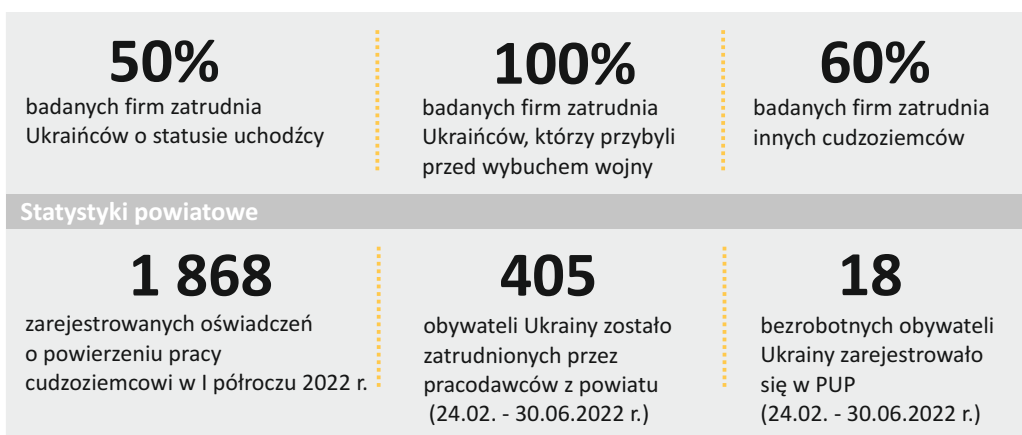 50%
badanych firm zatrudnia
Ukraińców o statusie uchodźcy
100%
badanych firm zatrudnia
Ukraińców, którzy przybyli
przed wybuchem wojny
60%
badanych firm zatrudnia
innych cudzoziemców
Statystyki powiatowe
1 868
zarejestrowanych oświadczeń
o powierzeniu pracy
cudzoziemcowi w I półroczu 2022 r.
405
obywateli Ukrainy zostało
zatrudnionych przez
pracodawców z powiatu
(24.02. - 30.06.2022 r.)
18
bezrobotnych obywateli
Ukrainy zarejestrowało
się w PUP
(24.02. - 30.06.2022 r.)